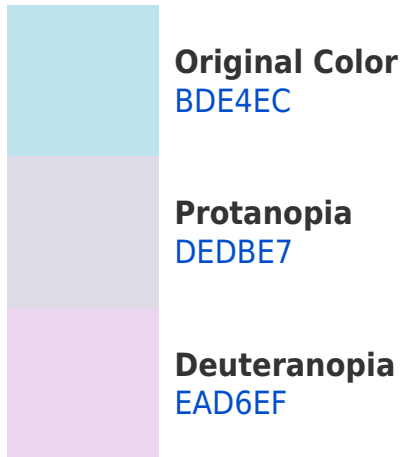 Original Color
BDE4EC
Protanopia
DEDBE7
Deuteranopia
EAD6EF